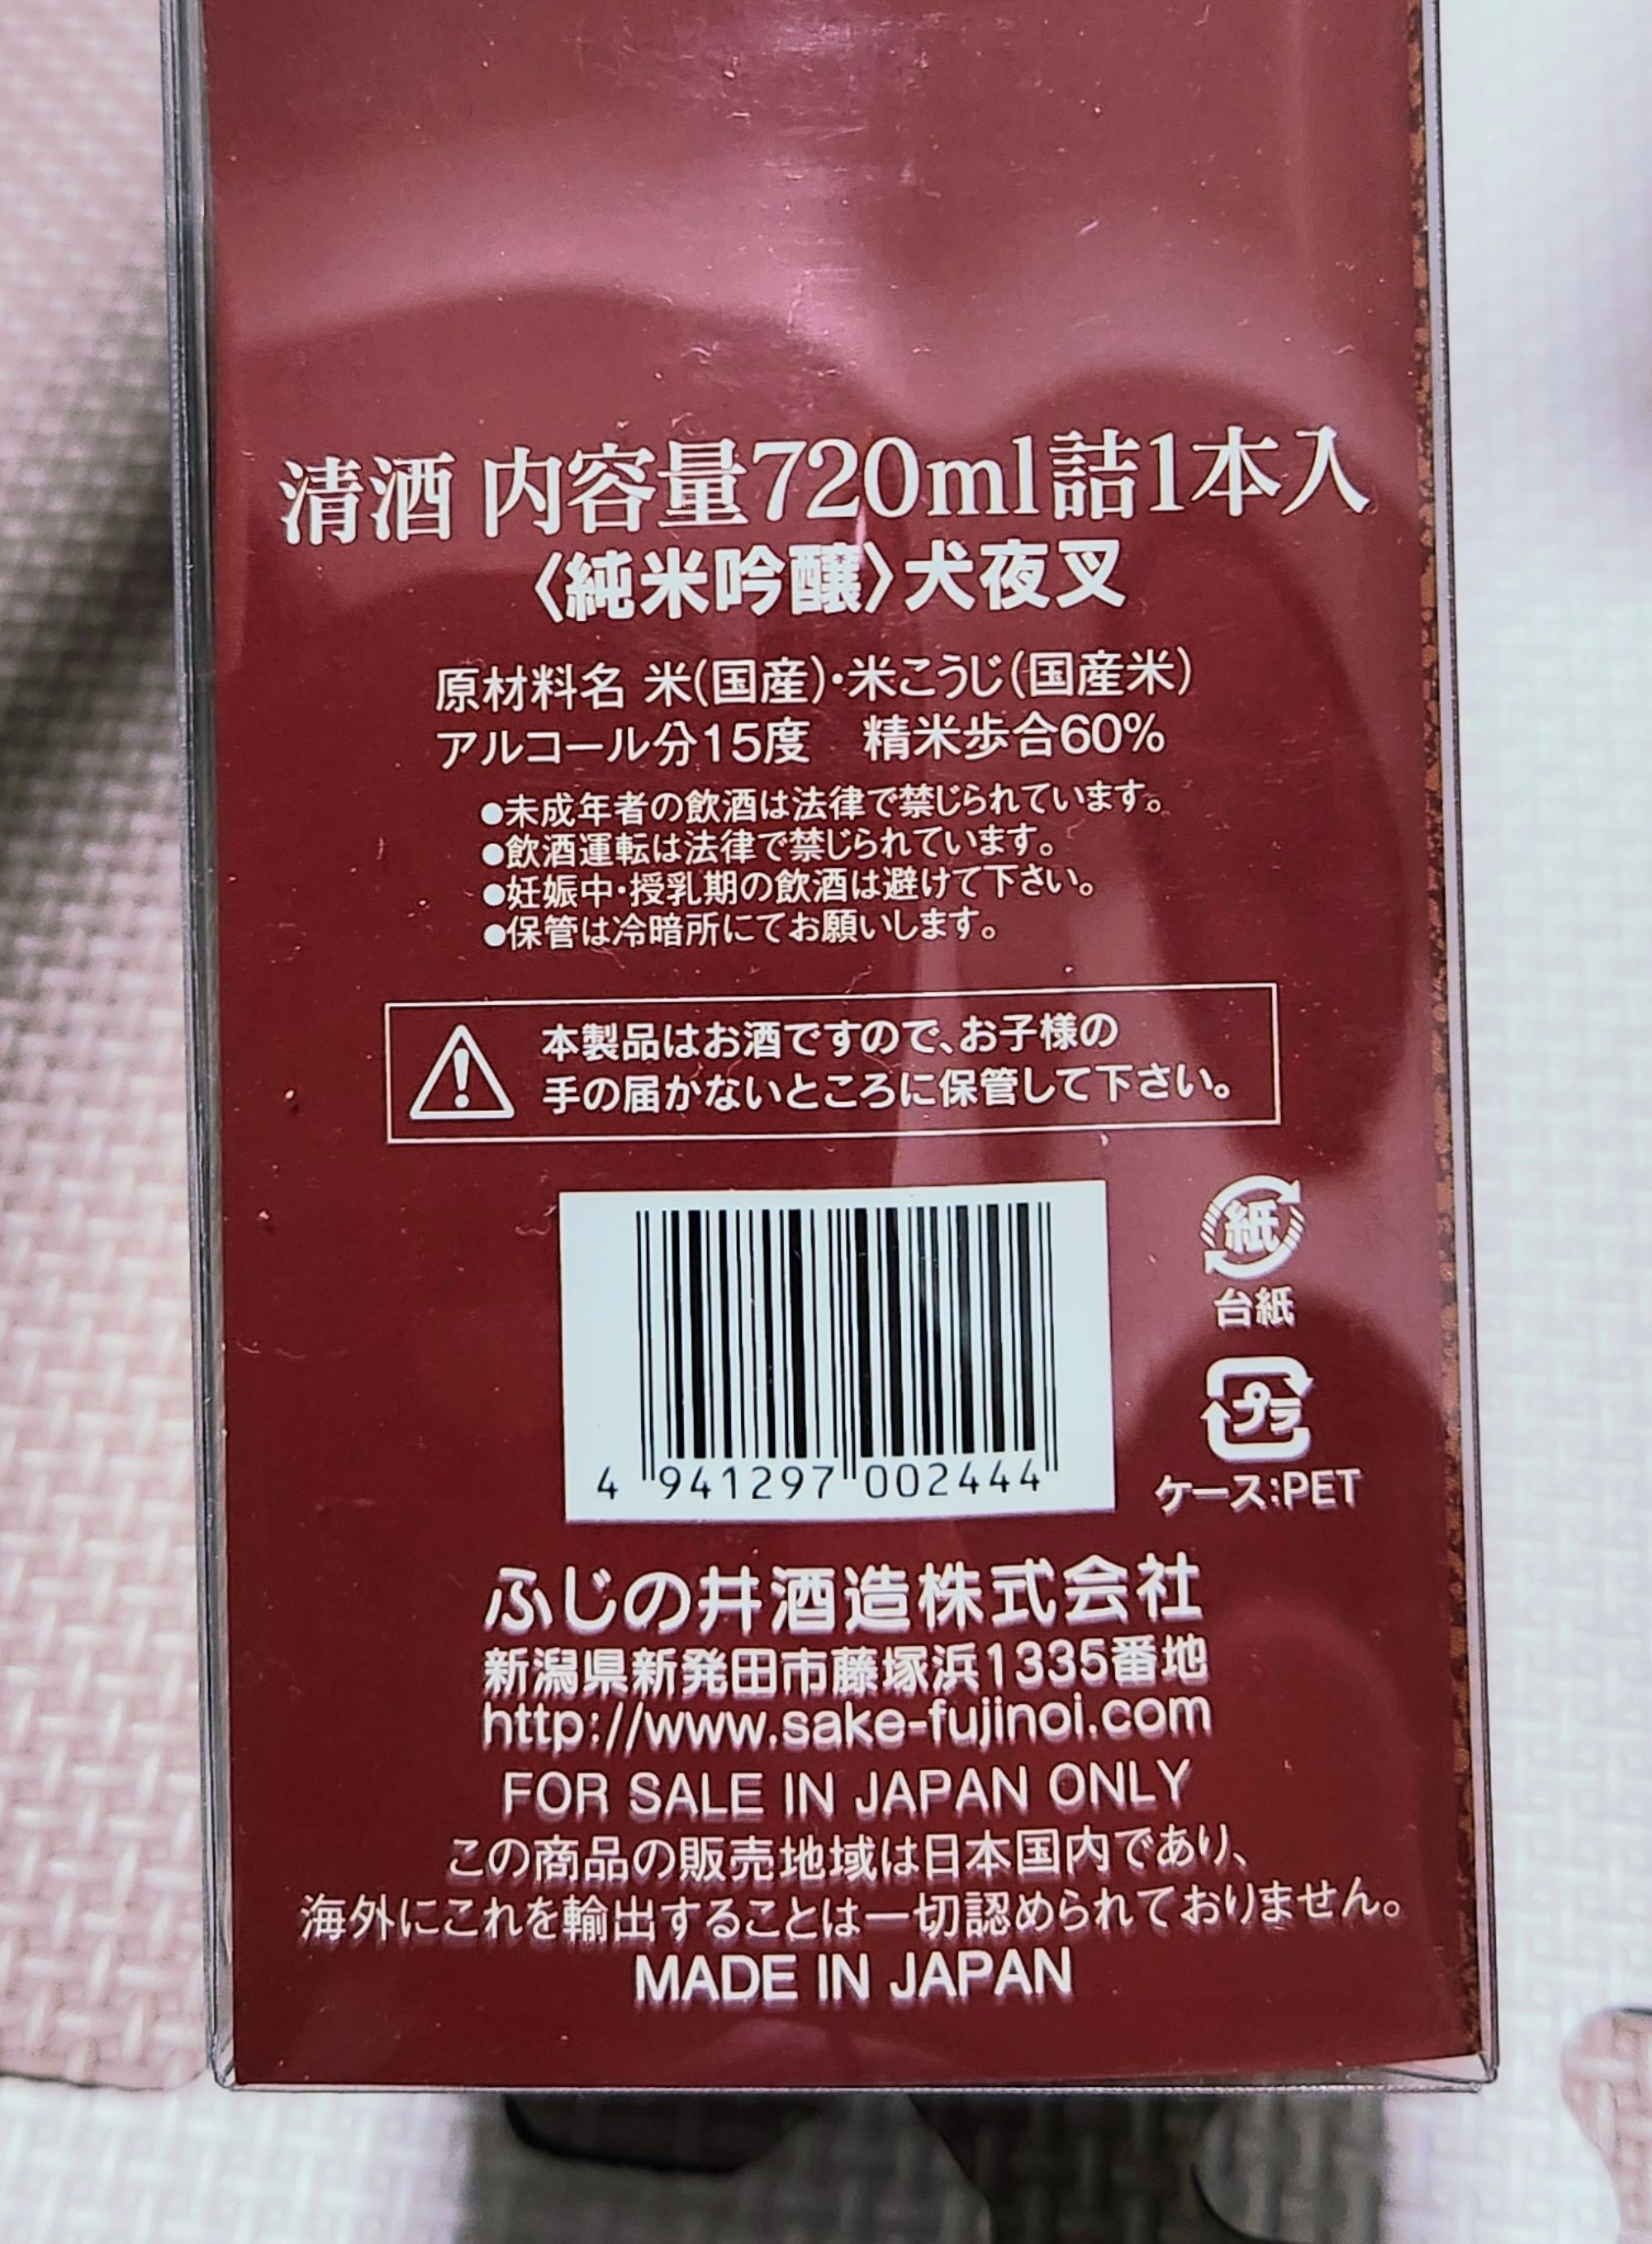 清酒 内容量720ml詰1本入
〈純米吟醸〉犬夜叉
原材料名 米(国産)・米こうじ(国産米)
アルコール分15度　精米歩合60%
●未成年者の飲酒は法律で禁じられています。
●飲酒運転は法律で禁じられています。
●妊娠中・授乳期の飲酒は避けて下さい。
●保管は冷暗所にてお願いします。
本製品はお酒ですので、お子様の
手の届かないところに保管して下さい。
紙
台紙
プラ
ケース:PET
4 941297 002444
ふじの井酒造株式会社
新潟県新発田市藤塚浜1335番地
http://www.sake-fujinoi.com
FOR SALE IN JAPAN ONLY
この商品の販売地域は日本国内であり、
海外にこれを輸出することは一切認められておりません。
MADE IN JAPAN